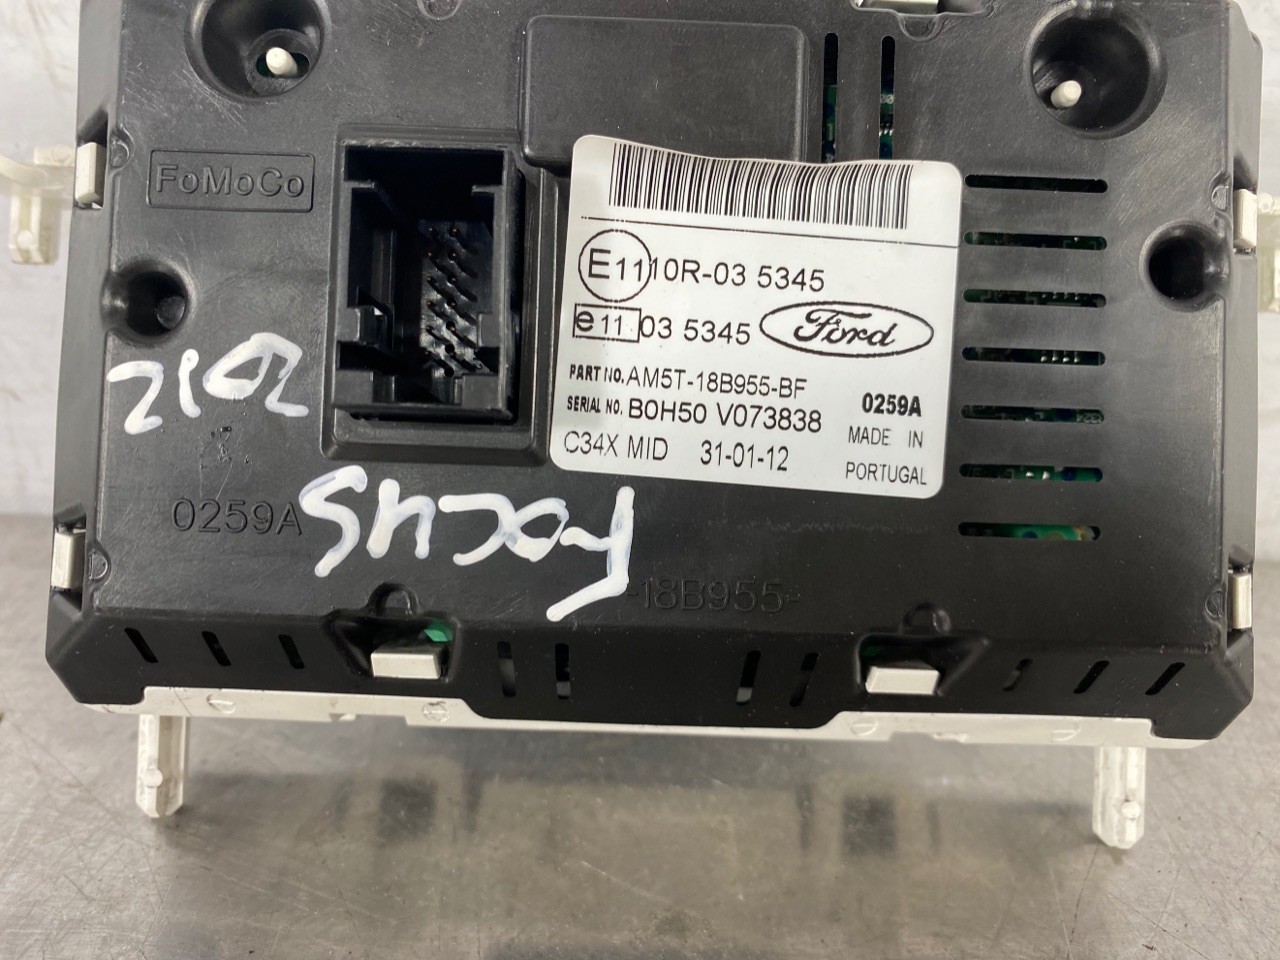 FoMoCo
E11 10R-03 5345
e11 03 5345 Ford
PART NO. AM5T-18B955-BF
SERIAL NO. B0H50 V073838
0259A
MADE IN
PORTUGAL
C34X MID 31-01-12
2012
Focus
0259A
-18B955-